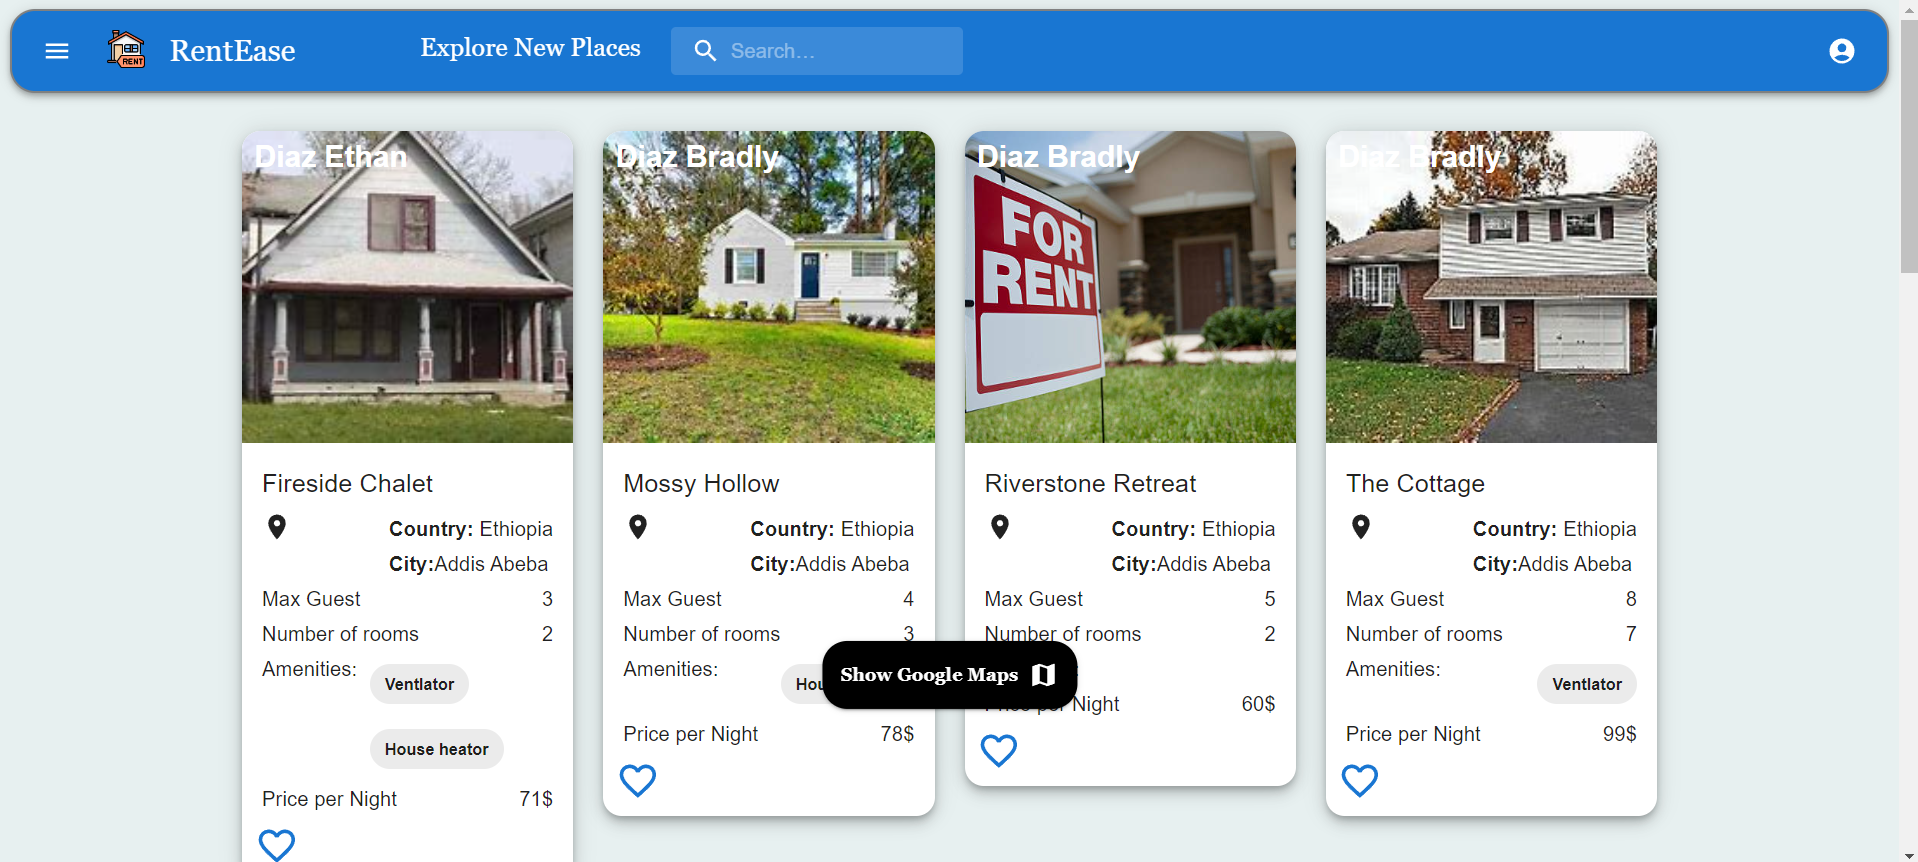 RENT
RentEase
Explore New Places
Search...
Diaz Ethan
Fireside Chalet
Country: Ethiopia
City:Addis Abeba
Max Guest 3
Number of rooms 2
Amenities:
Ventlator
House heator
Price per Night 71$
Diaz Bradly
Mossy Hollow
Country: Ethiopia
City:Addis Abeba
Max Guest 4
Number of rooms 3
Amenities:
Price per Night 78$
Diaz Bradly
FOR
RENT
Riverstone Retreat
Country: Ethiopia
City:Addis Abeba
Max Guest 5
Number of rooms 2
Price per Night 60$
Diaz Bradly
The Cottage
Country: Ethiopia
City:Addis Abeba
Max Guest 8
Number of rooms 7
Amenities:
Ventlator
Price per Night 99$
Show Google Maps